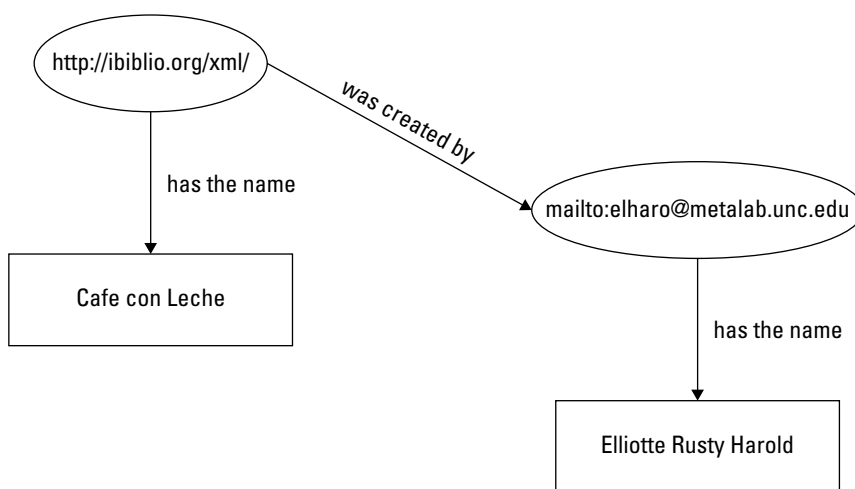 http://ibiblio.org/xml/
was created by
has the name
mailto:elharo@metalab.unc.edu
Cafe con Leche
has the name
Elliotte Rusty Harold